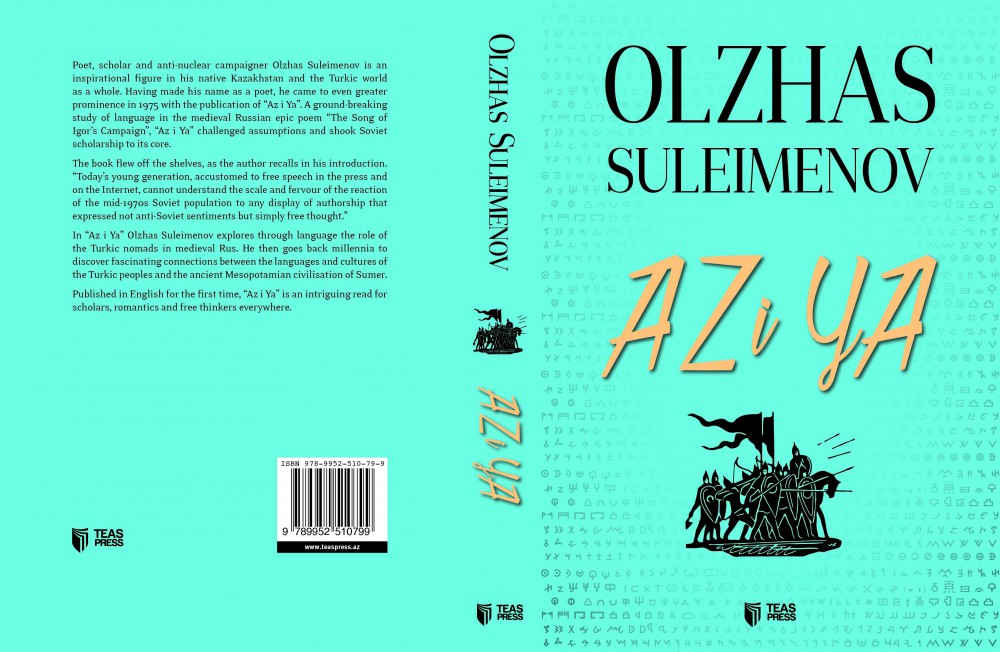 Poet, scholar and anti-nuclear campaigner Olzhas Suleimenov is an
inspirational figure in his native Kazakhstan and the Turkic world
as a whole. Having made his name as a poet, he came to even greater
prominence in 1975 with the publication of “Az i Ya”. A ground-breaking
study of language in the medieval Russian epic poem “The Song of
Igor’s Campaign”, “Az i Ya” challenged assumptions and shook Soviet
scholarship to its core.
The book flew off the shelves, as the author recalls in his introduction.
“Today’s young generation, accustomed to free speech in the press and
on the Internet, cannot understand the scale and fervour of the reaction
of the mid-1970s Soviet population to any display of authorship that
expressed not anti-Soviet sentiments but simply free thought.”
In “Az i Ya” Olzhas Suleimenov explores through language the role of
the Turkic nomads in medieval Rus. He then goes back millennia to
discover fascinating connections between the languages and cultures of
the Turkic peoples and the ancient Mesopotamian civilisation of Sumer.
Published in English for the first time, “Az i Ya” is an intriguing read for
scholars, romantics and free thinkers everywhere.
TEAS
PRESS
ISBN 978-9952-510-79-9
9 789952 510799
www.teaspress.az
OLZHAS SULEIMENOV
AZ i YA
TEAS
PRESS
OLZHAS
SULEIMENOV
AZ i YA
TEAS
PRESS